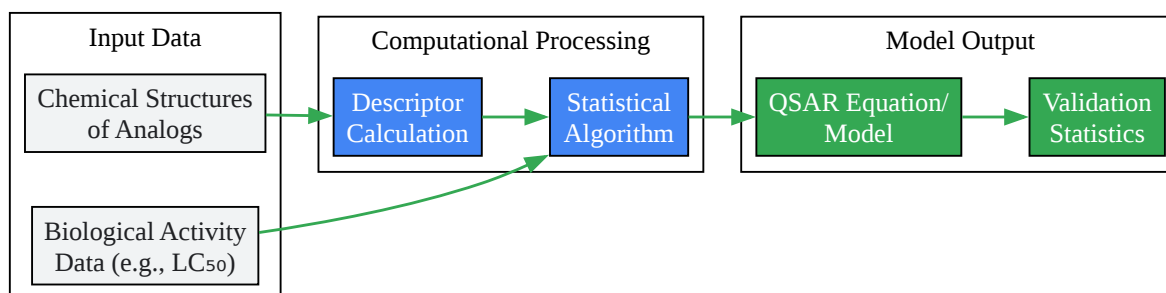 Input Data
Chemical Structures
of Analogs
Biological Activity
Data (e.g., LC₅₀)
Computational Processing
Descriptor
Calculation
Statistical
Algorithm
Model Output
QSAR Equation/
Model
Validation
Statistics